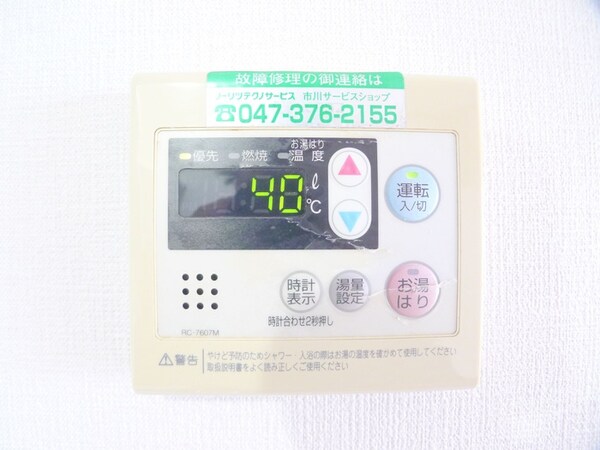 故障修理の御連絡は
ノーリツテクノサービス 市川サービスショップ
☎047-376-2155
お湯はり
優先 燃焼 温度
40 ℓ
℃
運転
入/切
時計
表示
湯量
設定
お湯
はり
時計合わせ2秒押し
RC-7607M
⚠警告
やけど予防のためシャワー・入浴の際はお湯の温度を確かめて使用してください
取扱説明書をよく読み正しくご使用ください